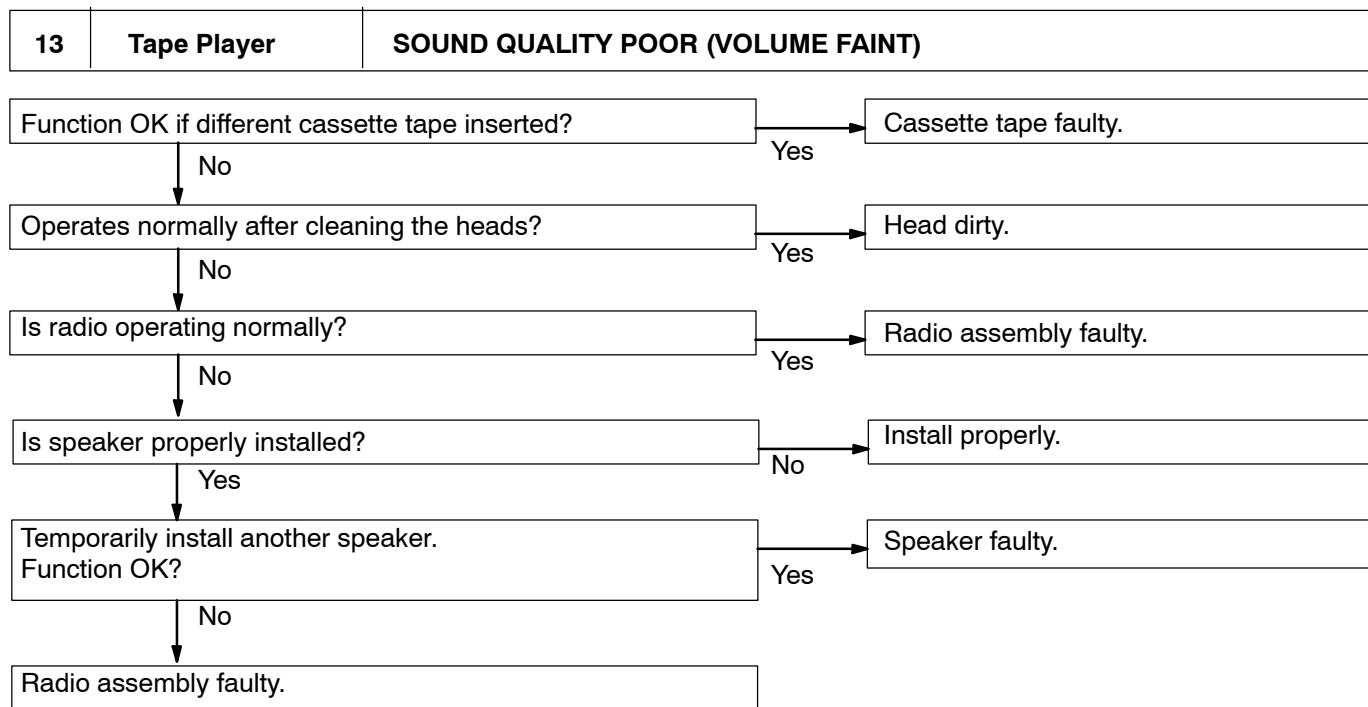 13 Tape Player SOUND QUALITY POOR (VOLUME FAINT)
Function OK if different cassette tape inserted?
Yes
Cassette tape faulty.
No
Operates normally after cleaning the heads?
Yes
Head dirty.
No
Is radio operating normally?
Yes
Radio assembly faulty.
No
Is speaker properly installed?
No
Install properly.
Yes
Temporarily install another speaker.
Function OK?
Yes
Speaker faulty.
No
Radio assembly faulty.